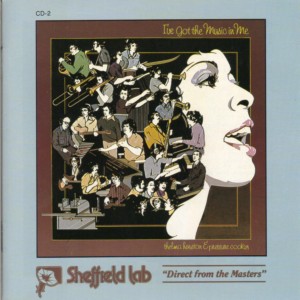 CD-2
I've Got the Music in Me
thelma houston & pressure cooker
Sheffield Lab
"Direct from the Masters"